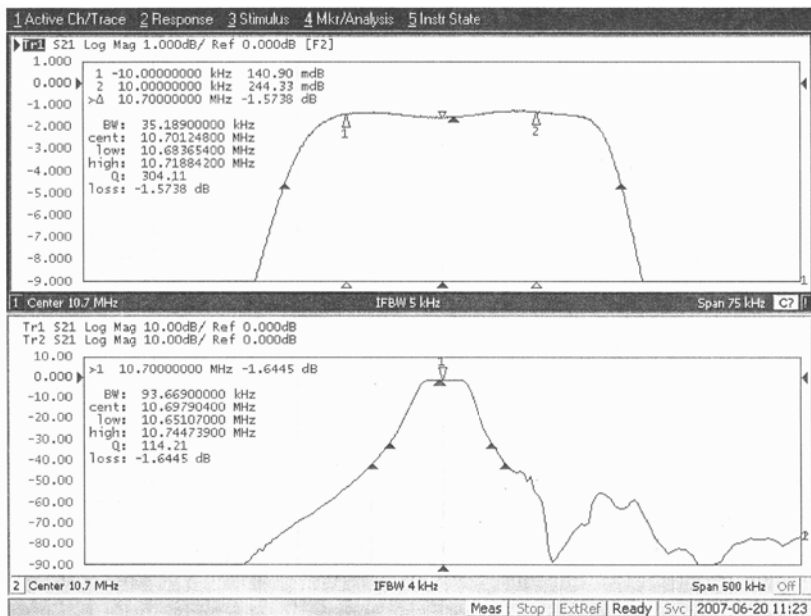 1 Active Ch/Trace 2 Response 3 Stimulus 4 Mkr/Analysis 5 Instr State
Tr1 S21 Log Mag 1.000dB/ Ref 0.000dB [F2]
1.000
0.000
-1.000
-2.000
-3.000
-4.000
-5.000
-6.000
-7.000
-8.000
-9.000
1 -10.00000000 kHz 140.90 mdB
2 10.00000000 kHz 244.33 mdB
>Δ 10.70000000 MHz -1.5738 dB
BW: 35.18900000 kHz
cent: 10.70124800 MHz
low: 10.68365400 MHz
high: 10.71884200 MHz
Q: 304.11
loss: -1.5738 dB
1
2
1
1 Center 10.7 MHz IFBW 5 kHz Span 75 kHz C?
Tr1 S21 Log Mag 10.00dB/ Ref 0.000dB
Tr2 S21 Log Mag 10.00dB/ Ref 0.000dB
10.00
0.000
-10.00
-20.00
-30.00
-40.00
-50.00
-60.00
-70.00
-80.00
-90.00
>1 10.70000000 MHz -1.6445 dB
BW: 93.66900000 kHz
cent: 10.69790400 MHz
low: 10.65107000 MHz
high: 10.74473900 MHz
Q: 114.21
loss: -1.6445 dB
2
2 Center 10.7 MHz IFBW 4 kHz Span 500 kHz Off
Meas Stop ExtRef Ready Svc 2007-06-20